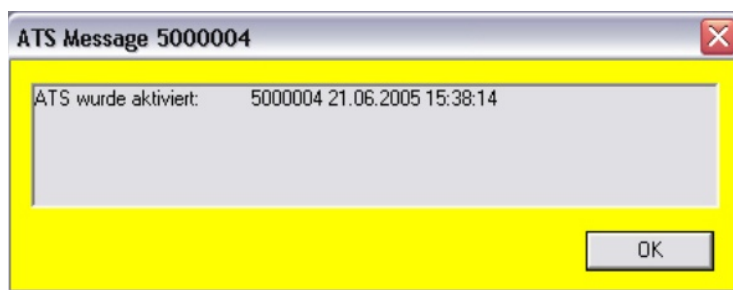 ATS Message 5000004
ATS wurde aktiviert: 5000004 21.06.2005 15:38:14
OK